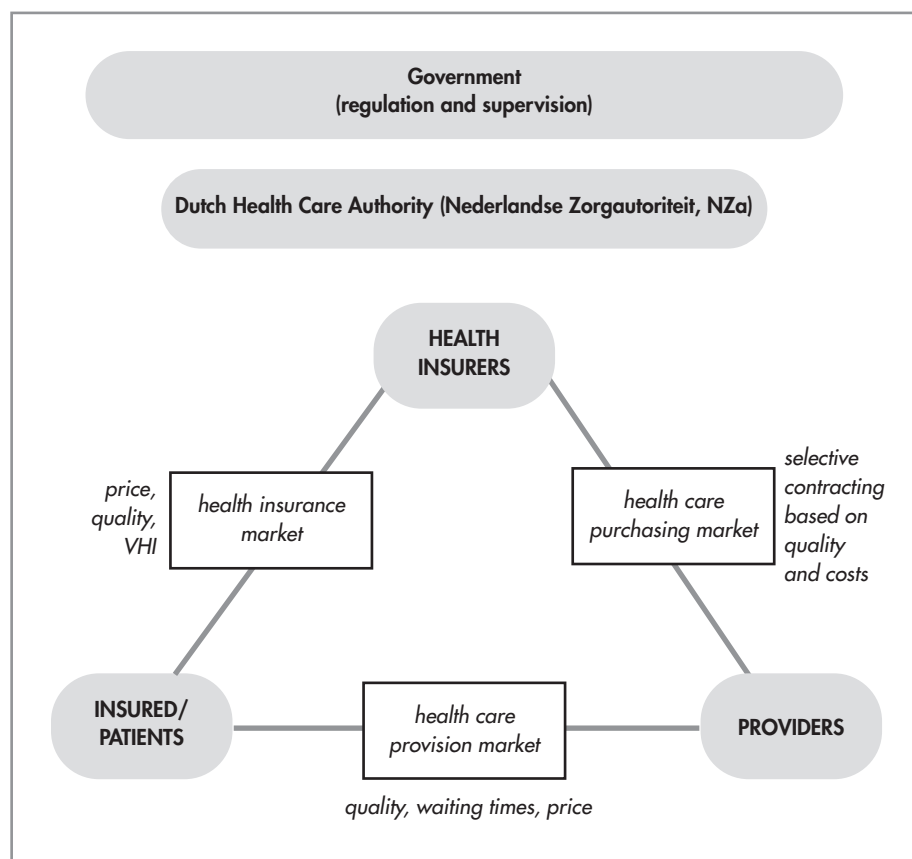 Government
(regulation and supervision)
Dutch Health Care Authority (Nederlandse Zorgautoriteit, NZa)
HEALTH
INSURERS
price,
quality,
VHI
health insurance
market
health care
purchasing market
selective
contracting
based on
quality
and costs
INSURED/
PATIENTS
health care
provision market
PROVIDERS
quality, waiting times, price